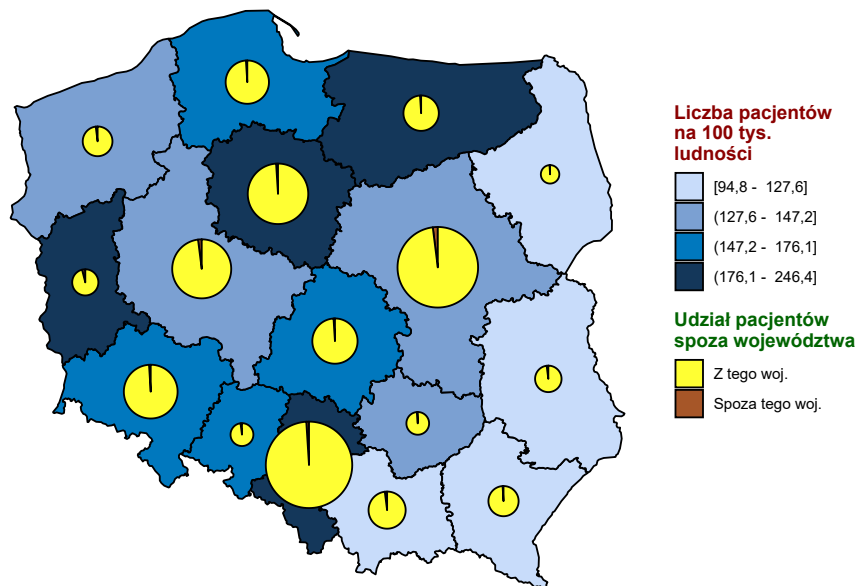 Liczba pacjentów
na 100 tys.
ludności
[94,8 - 127,6]
(127,6 - 147,2]
(147,2 - 176,1]
(176,1 - 246,4]
Udział pacjentów
spoza województwa
Z tego woj.
Spoza tego woj.